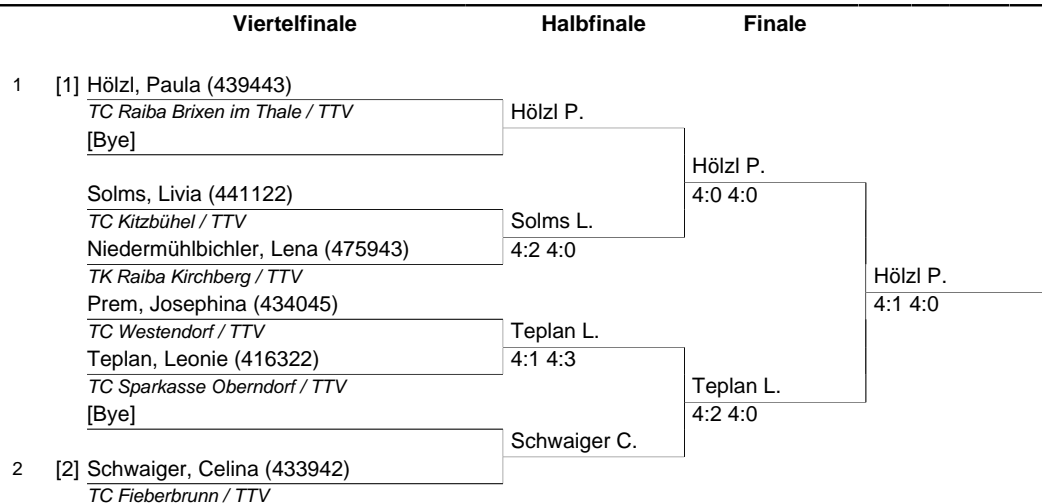 Viertelfinale Halbfinale Finale
1 [1] Hölzl, Paula (439443)
TC Raiba Brixen im Thale / TTV Hölzl P.
[Bye]
Hölzl P.
Solms, Livia (441122) 4:0 4:0
TC Kitzbühel / TTV Solms L.
Niedermühlbichler, Lena (475943) 4:2 4:0
TK Raiba Kirchberg / TTV Hölzl P.
Prem, Josephina (434045) 4:1 4:0
TC Westendorf / TTV Teplan L.
Teplan, Leonie (416322) 4:1 4:3
TC Sparkasse Oberndorf / TTV Teplan L.
[Bye] 4:2 4:0
Schwaiger C.
2 [2] Schwaiger, Celina (433942)
TC Fieberbrunn / TTV